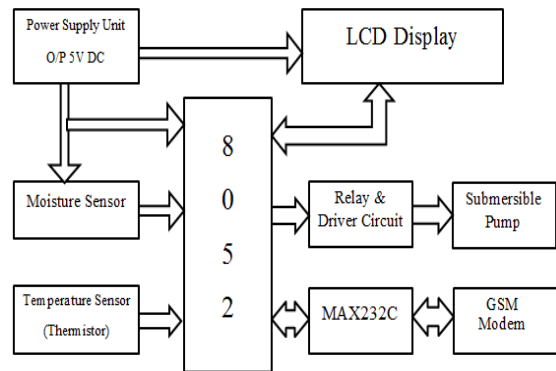 Power Supply Unit
O/P 5V DC
LCD Display
8
0
5
2
Moisture Sensor
Relay &
Driver Circuit
Submersible
Pump
Temperature Sensor
(Thermistor)
MAX232C
GSM
Modem